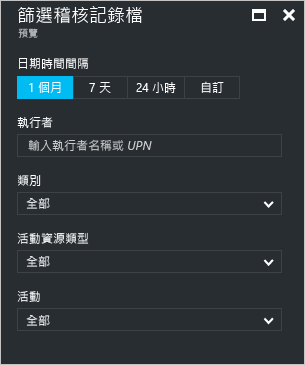 篩選稽核記錄檔
預覽
日期時間間隔
1 個月 7 天 24 小時 自訂
執行者
輸入執行者名稱或 UPN
類別
全部
活動資源類型
全部
活動
全部